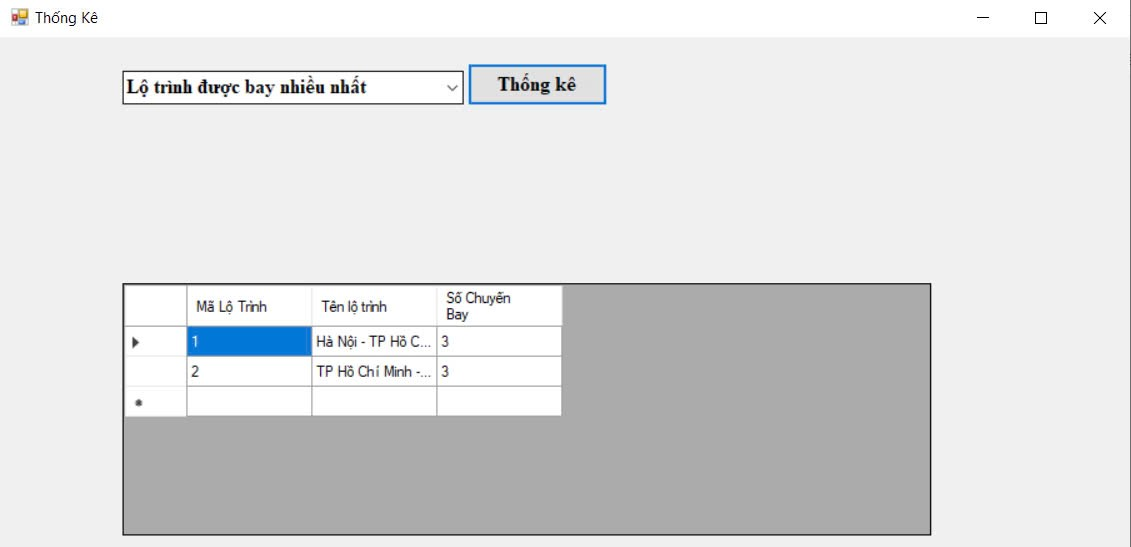 Thống Kê
Lộ trình được bay nhiều nhất
Thống kê
Mã Lộ Trình Tên lộ trình Số Chuyến Bay
1 Hà Nội - TP Hồ C... 3
2 TP Hồ Chí Minh -... 3